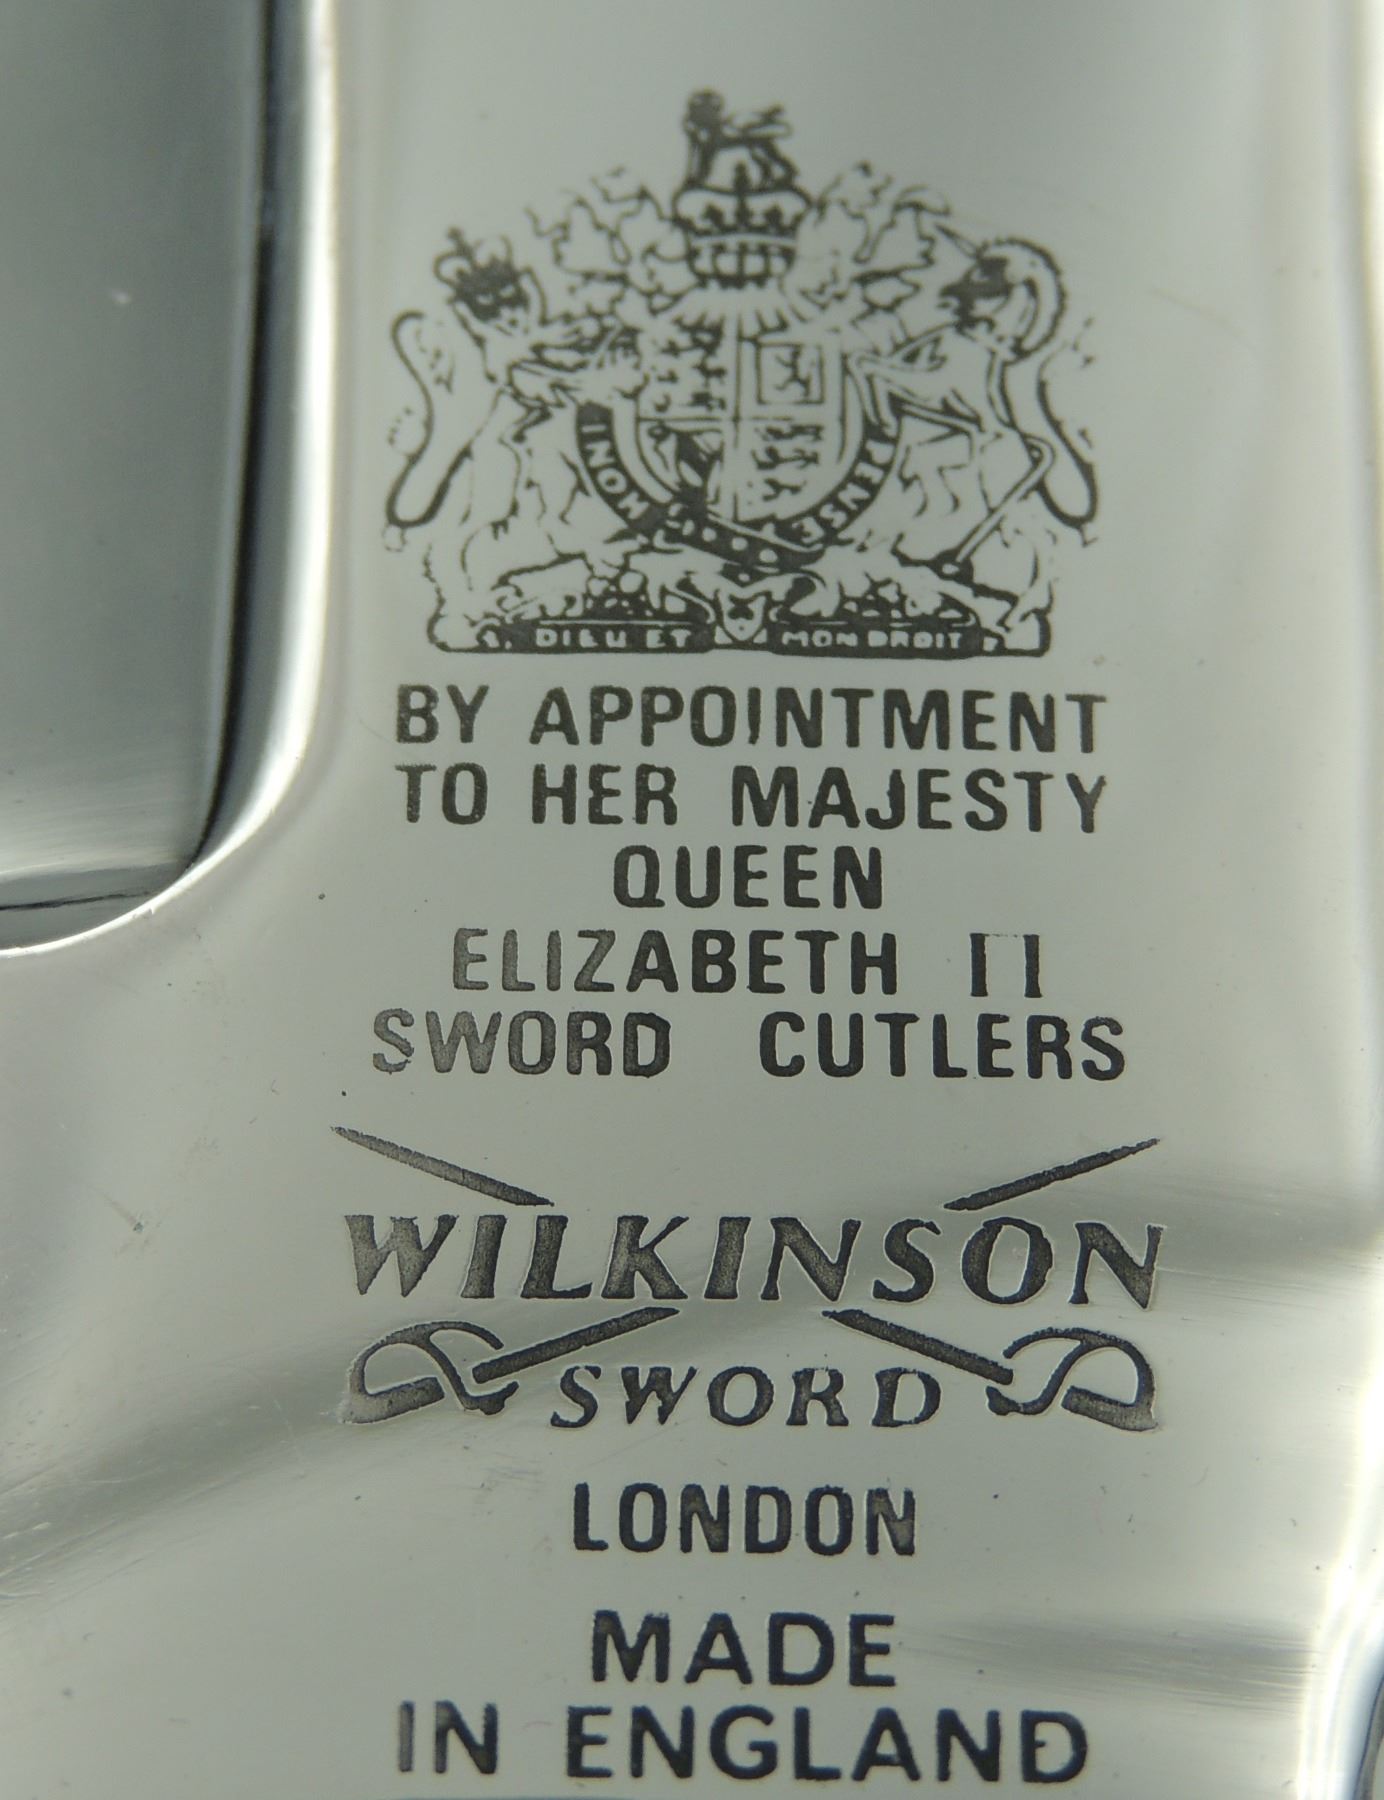 HONI
PENSE
DIEU ET MON DROIT
BY APPOINTMENT
TO HER MAJESTY
QUEEN
ELIZABETH II
SWORD CUTLERS
WILKINSON
SWORD
LONDON
MADE
IN ENGLAND